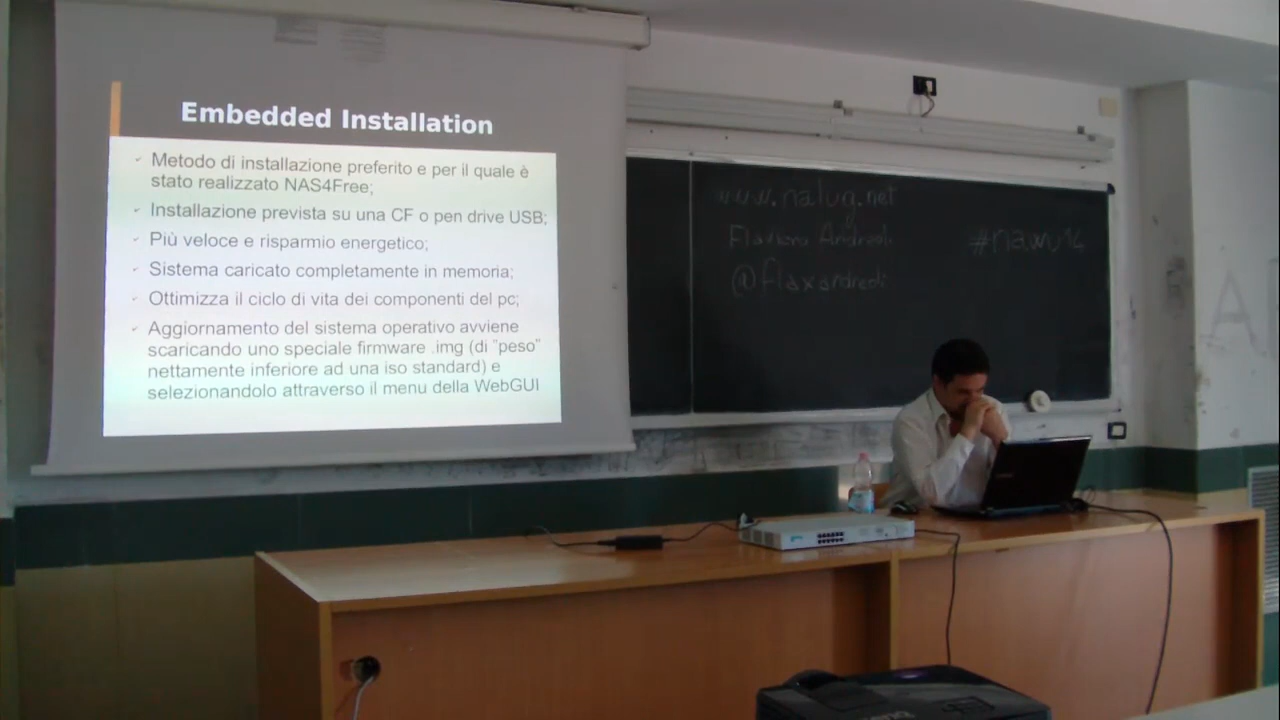 Embedded Installation
Metodo di installazione preferito e per il quale è
stato realizzato NAS4Free;
Installazione prevista su una CF o pen drive USB;
Più veloce e risparmio energetico;
Sistema caricato completamente in memoria;
Ottimizza il ciclo di vita dei componenti del pc;
Aggiornamento del sistema operativo avviene
scaricando uno speciale firmware .img (di "peso"
nettamente inferiore ad una iso standard) e
selezionandolo attraverso il menu della WebGUI
www.nalug.net
Flaviano Andreoli
#nawu14
@flaxandreoli
A